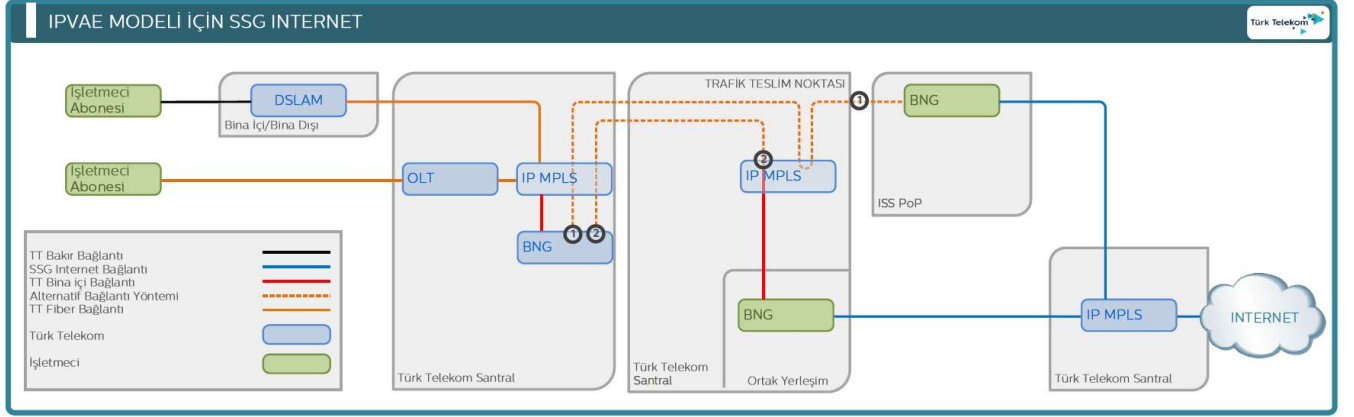 IPVAE MODELİ İÇİN SSG INTERNET
Türk Telekom
İşletmeci
Abonesi
DSLAM
Bina İçi/Bina Dışı
İşletmeci
Abonesi
OLT
IP MPLS
BNG
1
2
Türk Telekom Santral
TRAFİK TESLİM NOKTASI
2
IP MPLS
BNG
Türk Telekom
Santral
Ortak Yerleşim
1
BNG
ISS PoP
IP MPLS
Türk Telekom Santral
INTERNET
TT Bakır Bağlantı
SSG Internet Bağlantı
TT Bina içi Bağlantı
Alternatif Bağlantı Yöntemi
TT Fiber Bağlantı
Türk Telekom
İşletmeci